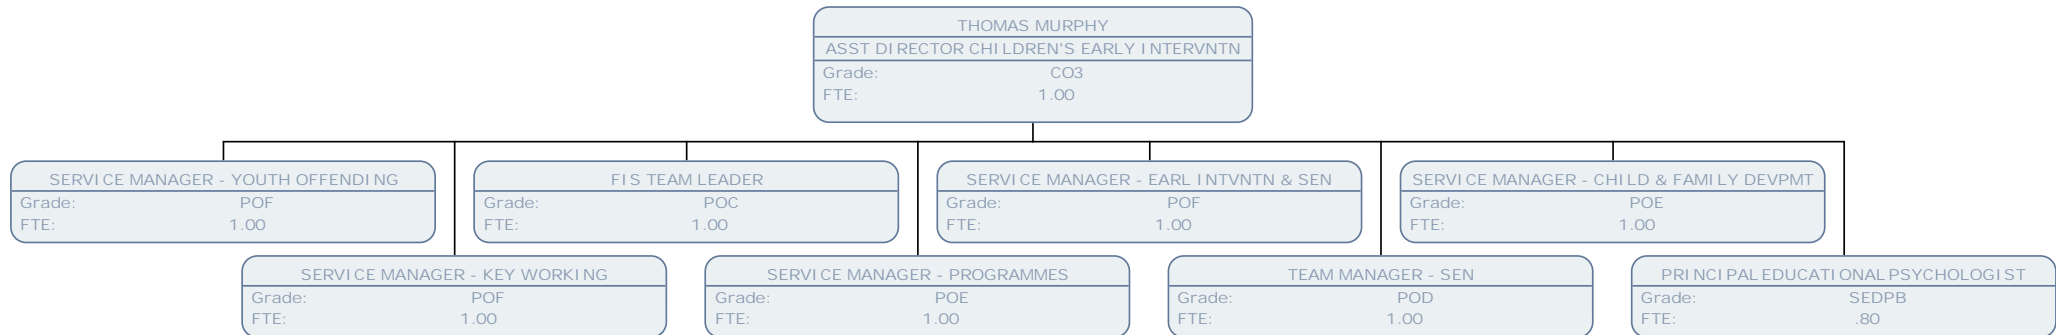 THOMAS MURPHY
ASST DIRECTOR CHILDREN'S EARLY INTERVNTN
Grade: CO3
FTE: 1.00
SERVICE MANAGER - YOUTH OFFENDING
Grade: POF
FTE: 1.00
FIS TEAM LEADER
Grade: POC
FTE: 1.00
SERVICE MANAGER - EARL INTVNTN & SEN
Grade: POF
FTE: 1.00
SERVICE MANAGER - CHILD & FAMILY DEVPMT
Grade: POE
FTE: 1.00
SERVICE MANAGER - KEY WORKING
Grade: POF
FTE: 1.00
SERVICE MANAGER - PROGRAMMES
Grade: POE
FTE: 1.00
TEAM MANAGER - SEN
Grade: POD
FTE: 1.00
PRINCIPAL EDUCATIONAL PSYCHOLOGIST
Grade: SEDPB
FTE: .80